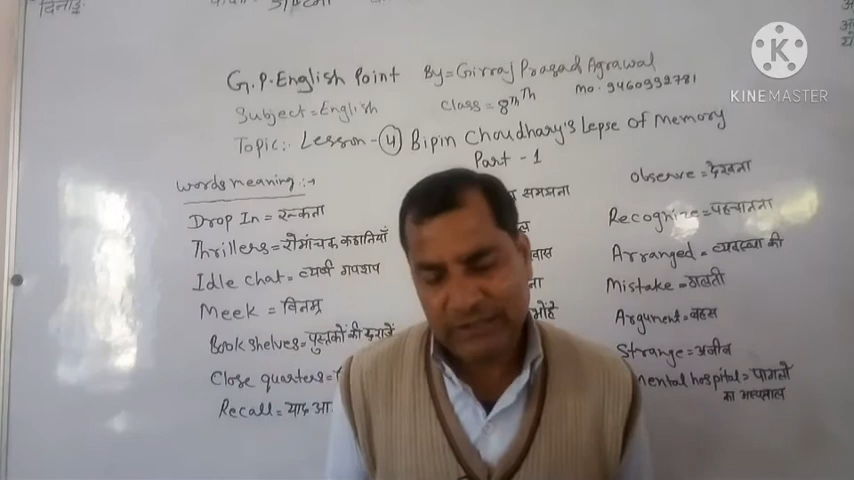 दिनांक
G.P. English Point By = Girraj Prasad Agrawal
Subject = English Class = 8th Th mo. 9460992781
Topic:- Lesson - 4 Bipin Choudhary's Lepse of Memory
Part - 1
words meaning :→
Drop In = रूकना
Thrillers = रोमांचक कहानियाँ
Idle chat = व्यर्थ गपशप
Meek = विनम्र
Book shelves = पुस्तकों की दराजें
Close quarters =
Recall = याद आ
समझना
Observe = देखना
Recognize = पहचानना
Arranged = व्यवस्था की
Mistake = गलती
Argument = बहस
Strange = अजीब
Mental hospital = पागलों
का अस्पताल
KINEMASTER